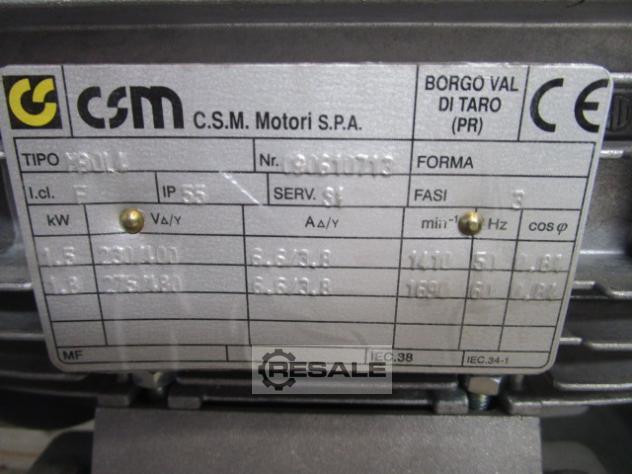 csm C.S.M. Motori S.P.A.
BORGO VAL
DI TARO
(PR)
CE
TIPO Nr. 090610713 FORMA
I.cl. F IP 55 SERV. S1 FASI 3
kW V Δ/Y A Δ/Y min⁻¹ Hz cos φ
1.5 230/400 6.6/3.8 1410 50
1.8 275/480 6.6/3.8 1690 60
MF IEC.38 IEC.34-1
RESALE